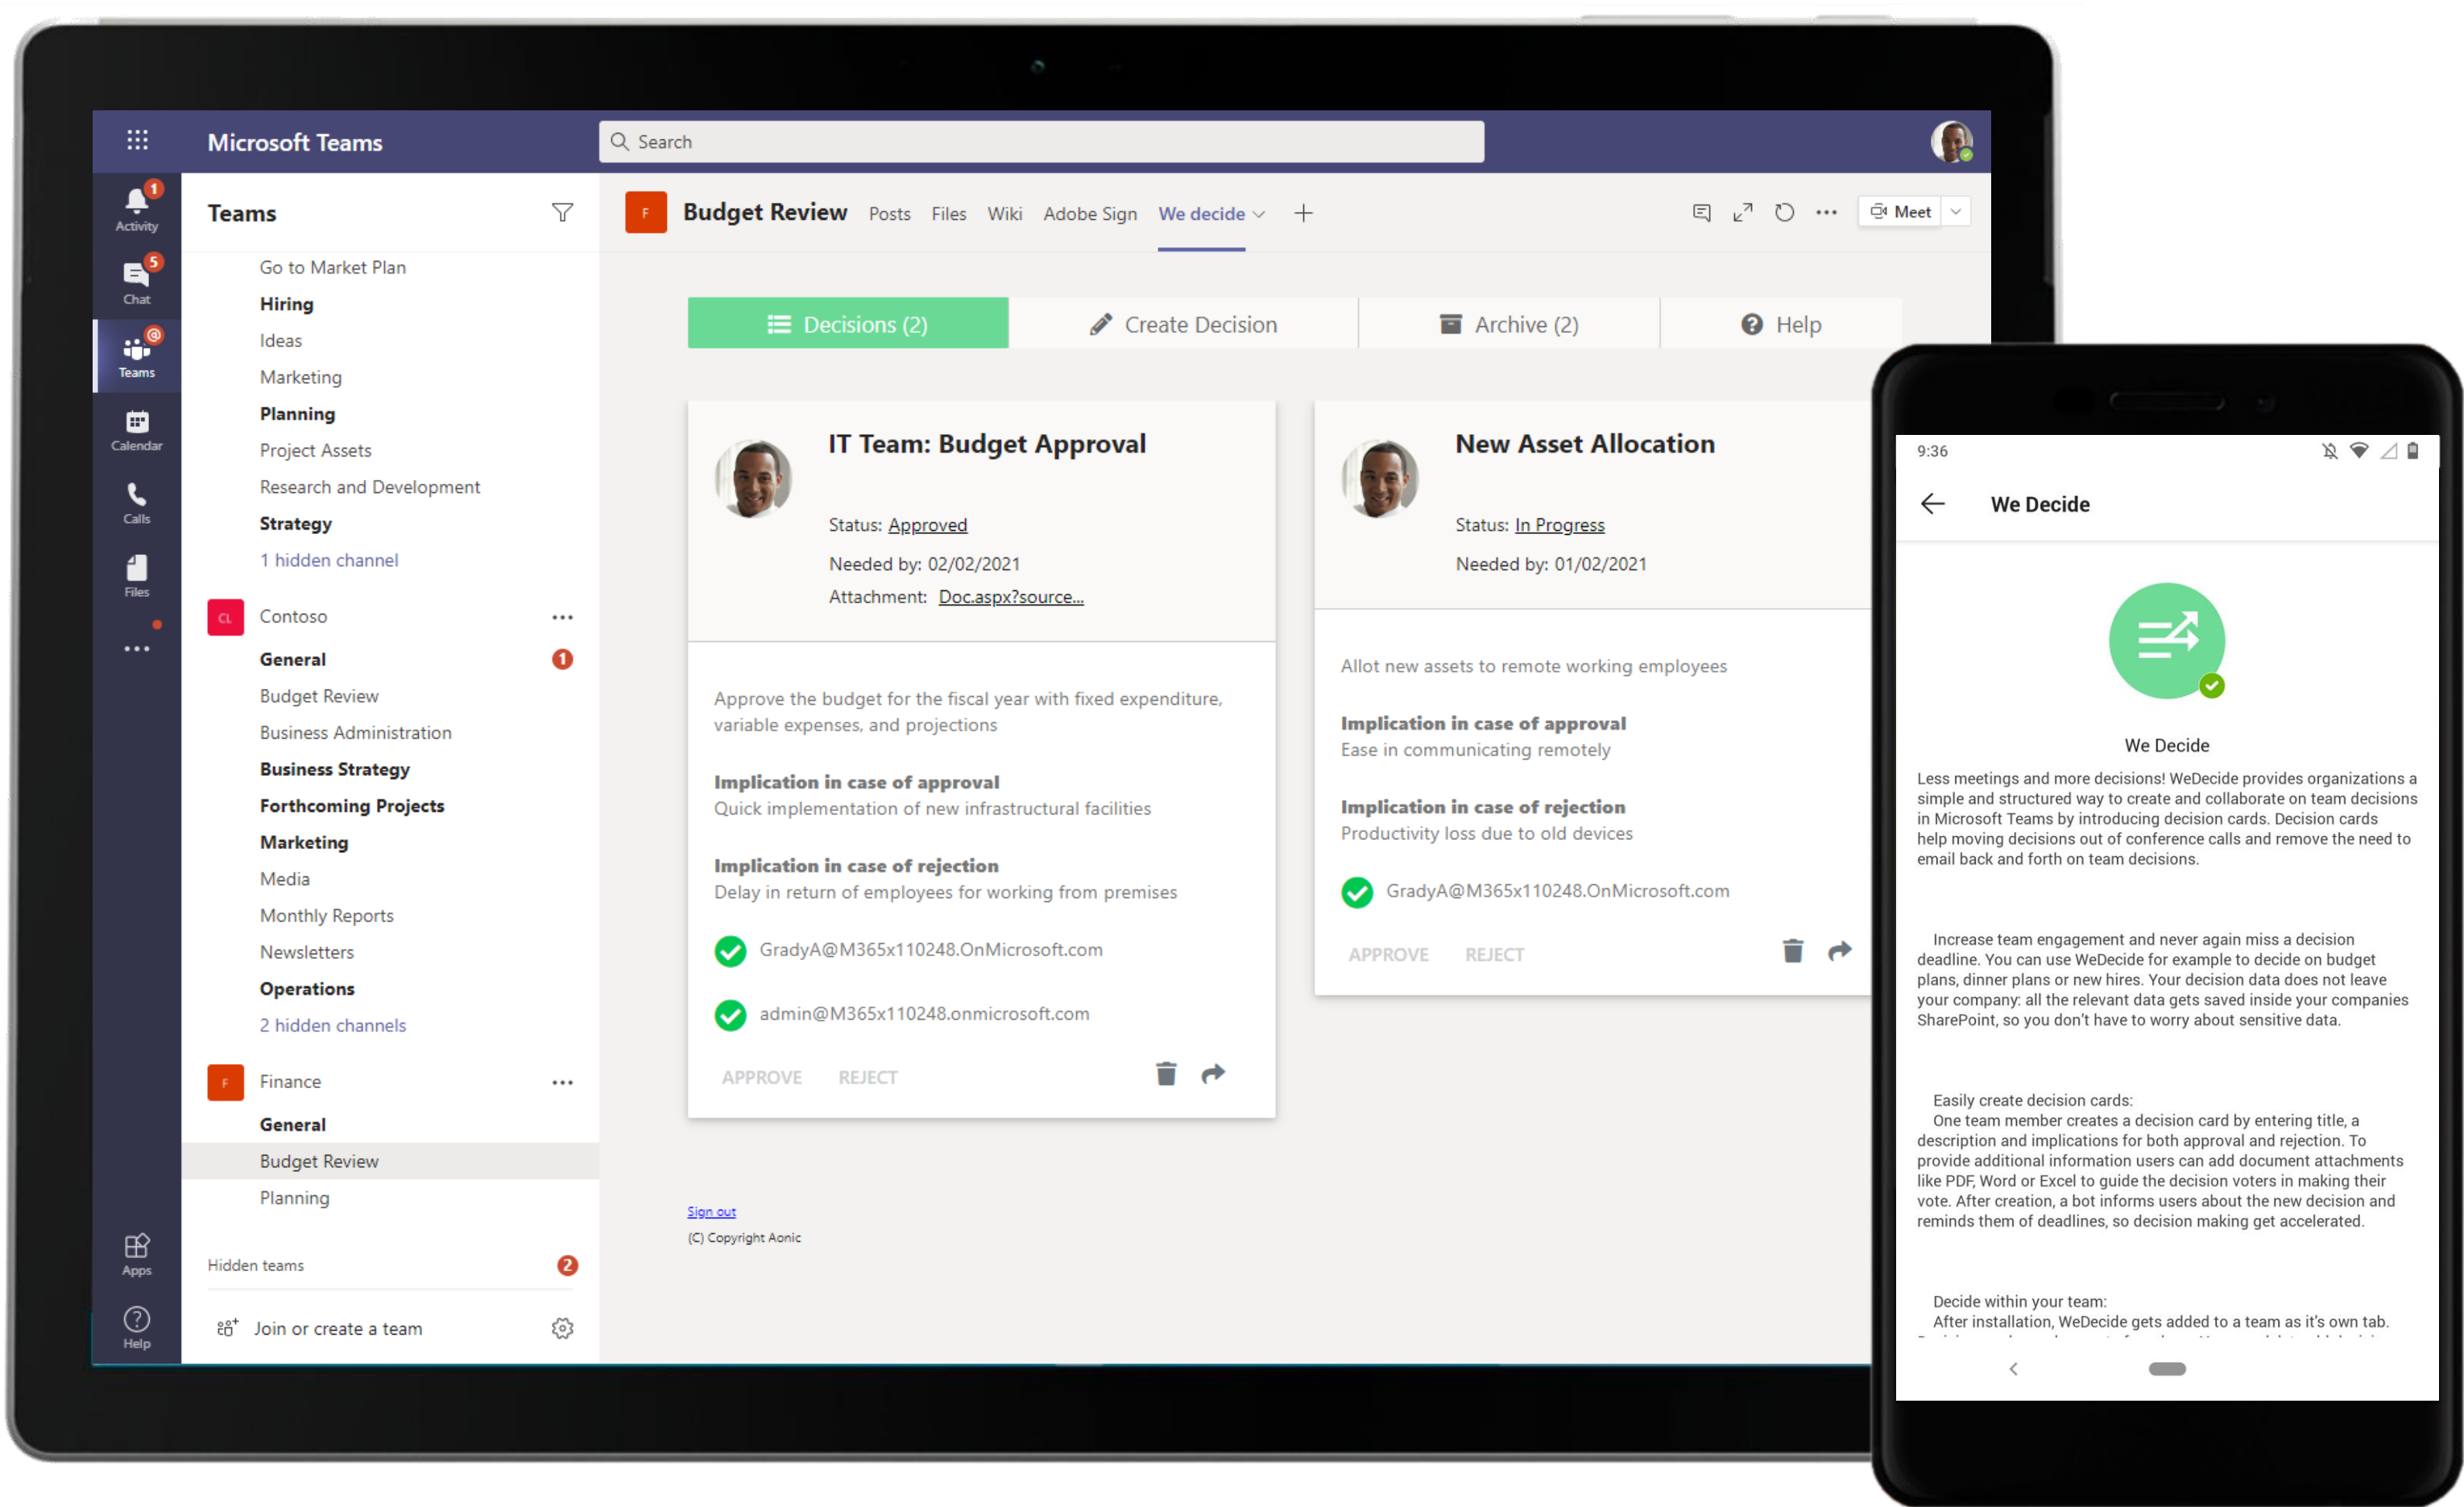 Microsoft Teams
Search
1
Activity
5
Chat
@
Teams
Calendar
Calls
Files
Apps
Help
Teams
Go to Market Plan
Hiring
Ideas
Marketing
Planning
Project Assets
Research and Development
Strategy
1 hidden channel
CL Contoso
General 1
Budget Review
Business Administration
Business Strategy
Forthcoming Projects
Marketing
Media
Monthly Reports
Newsletters
Operations
2 hidden channels
F Finance
General
Budget Review
Planning
Hidden teams 2
Join or create a team
F Budget Review Posts Files Wiki Adobe Sign We decide Meet
Decisions (2) Create Decision Archive (2) Help
IT Team: Budget Approval
Status: Approved
Needed by: 02/02/2021
Attachment: Doc.aspx?source...
Approve the budget for the fiscal year with fixed expenditure,
variable expenses, and projections
Implication in case of approval
Quick implementation of new infrastructural facilities
Implication in case of rejection
Delay in return of employees for working from premises
GradyA@M365x110248.OnMicrosoft.com
admin@M365x110248.onmicrosoft.com
APPROVE REJECT
New Asset Allocation
Status: In Progress
Needed by: 01/02/2021
Allot new assets to remote working employees
Implication in case of approval
Ease in communicating remotely
Implication in case of rejection
Productivity loss due to old devices
GradyA@M365x110248.OnMicrosoft.com
APPROVE REJECT
Sign out
(C) Copyright Aonic
9:36
We Decide
We Decide
Less meetings and more decisions! WeDecide provides organizations a
simple and structured way to create and collaborate on team decisions
in Microsoft Teams by introducing decision cards. Decision cards
help moving decisions out of conference calls and remove the need to
email back and forth on team decisions.
Increase team engagement and never again miss a decision
deadline. You can use WeDecide for example to decide on budget
plans, dinner plans or new hires. Your decision data does not leave
your company: all the relevant data gets saved inside your companies
SharePoint, so you don't have to worry about sensitive data.
Easily create decision cards:
One team member creates a decision card by entering title, a
description and implications for both approval and rejection. To
provide additional information users can add document attachments
like PDF, Word or Excel to guide the decision voters in making their
vote. After creation, a bot informs users about the new decision and
reminds them of deadlines, so decision making get accelerated.
Decide within your team:
After installation, WeDecide gets added to a team as it's own tab.